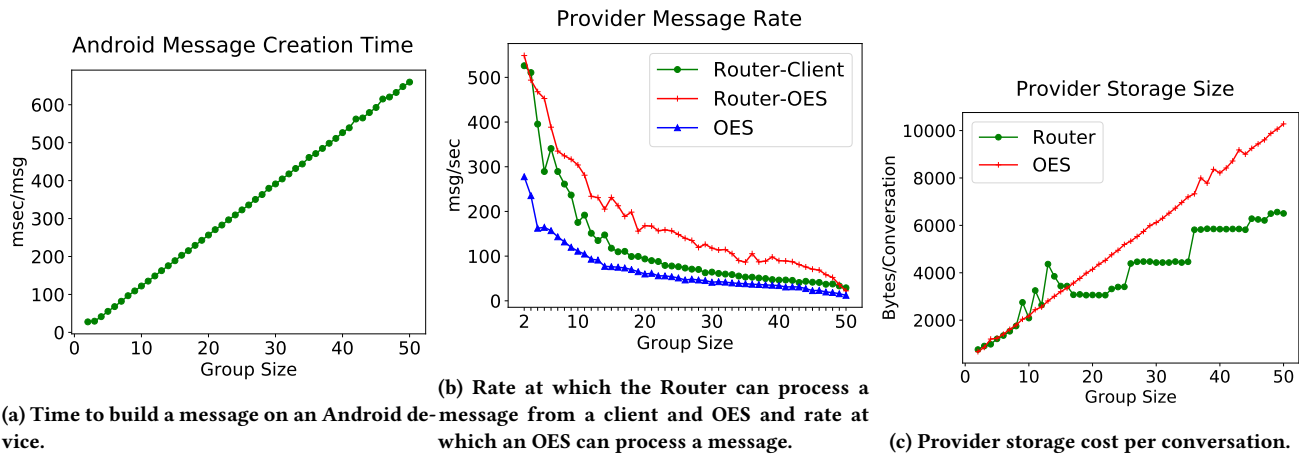 Android Message Creation Time
msec/msg
600
500
400
300
200
100
0
0 10 20 30 40 50
Group Size
(a) Time to build a message on an Android de-
vice.
Provider Message Rate
msg/sec
500
400
300
200
100
0
Router-Client
Router-OES
OES
2 10 20 30 40 50
Group Size
(b) Rate at which the Router can process a
message from a client and OES and rate at
which an OES can process a message.
Provider Storage Size
Bytes/Conversation
10000
8000
6000
4000
2000
Router
OES
0 10 20 30 40 50
Group Size
(c) Provider storage cost per conversation.